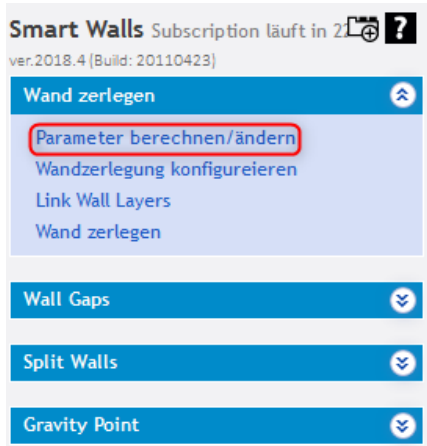 Smart Walls Subscription läuft in 22
ver.2018.4 (Build: 20110423)
Wand zerlegen
Parameter berechnen/ändern
Wandzerlegung konfigureieren
Link Wall Layers
Wand zerlegen
Wall Gaps
Split Walls
Gravity Point